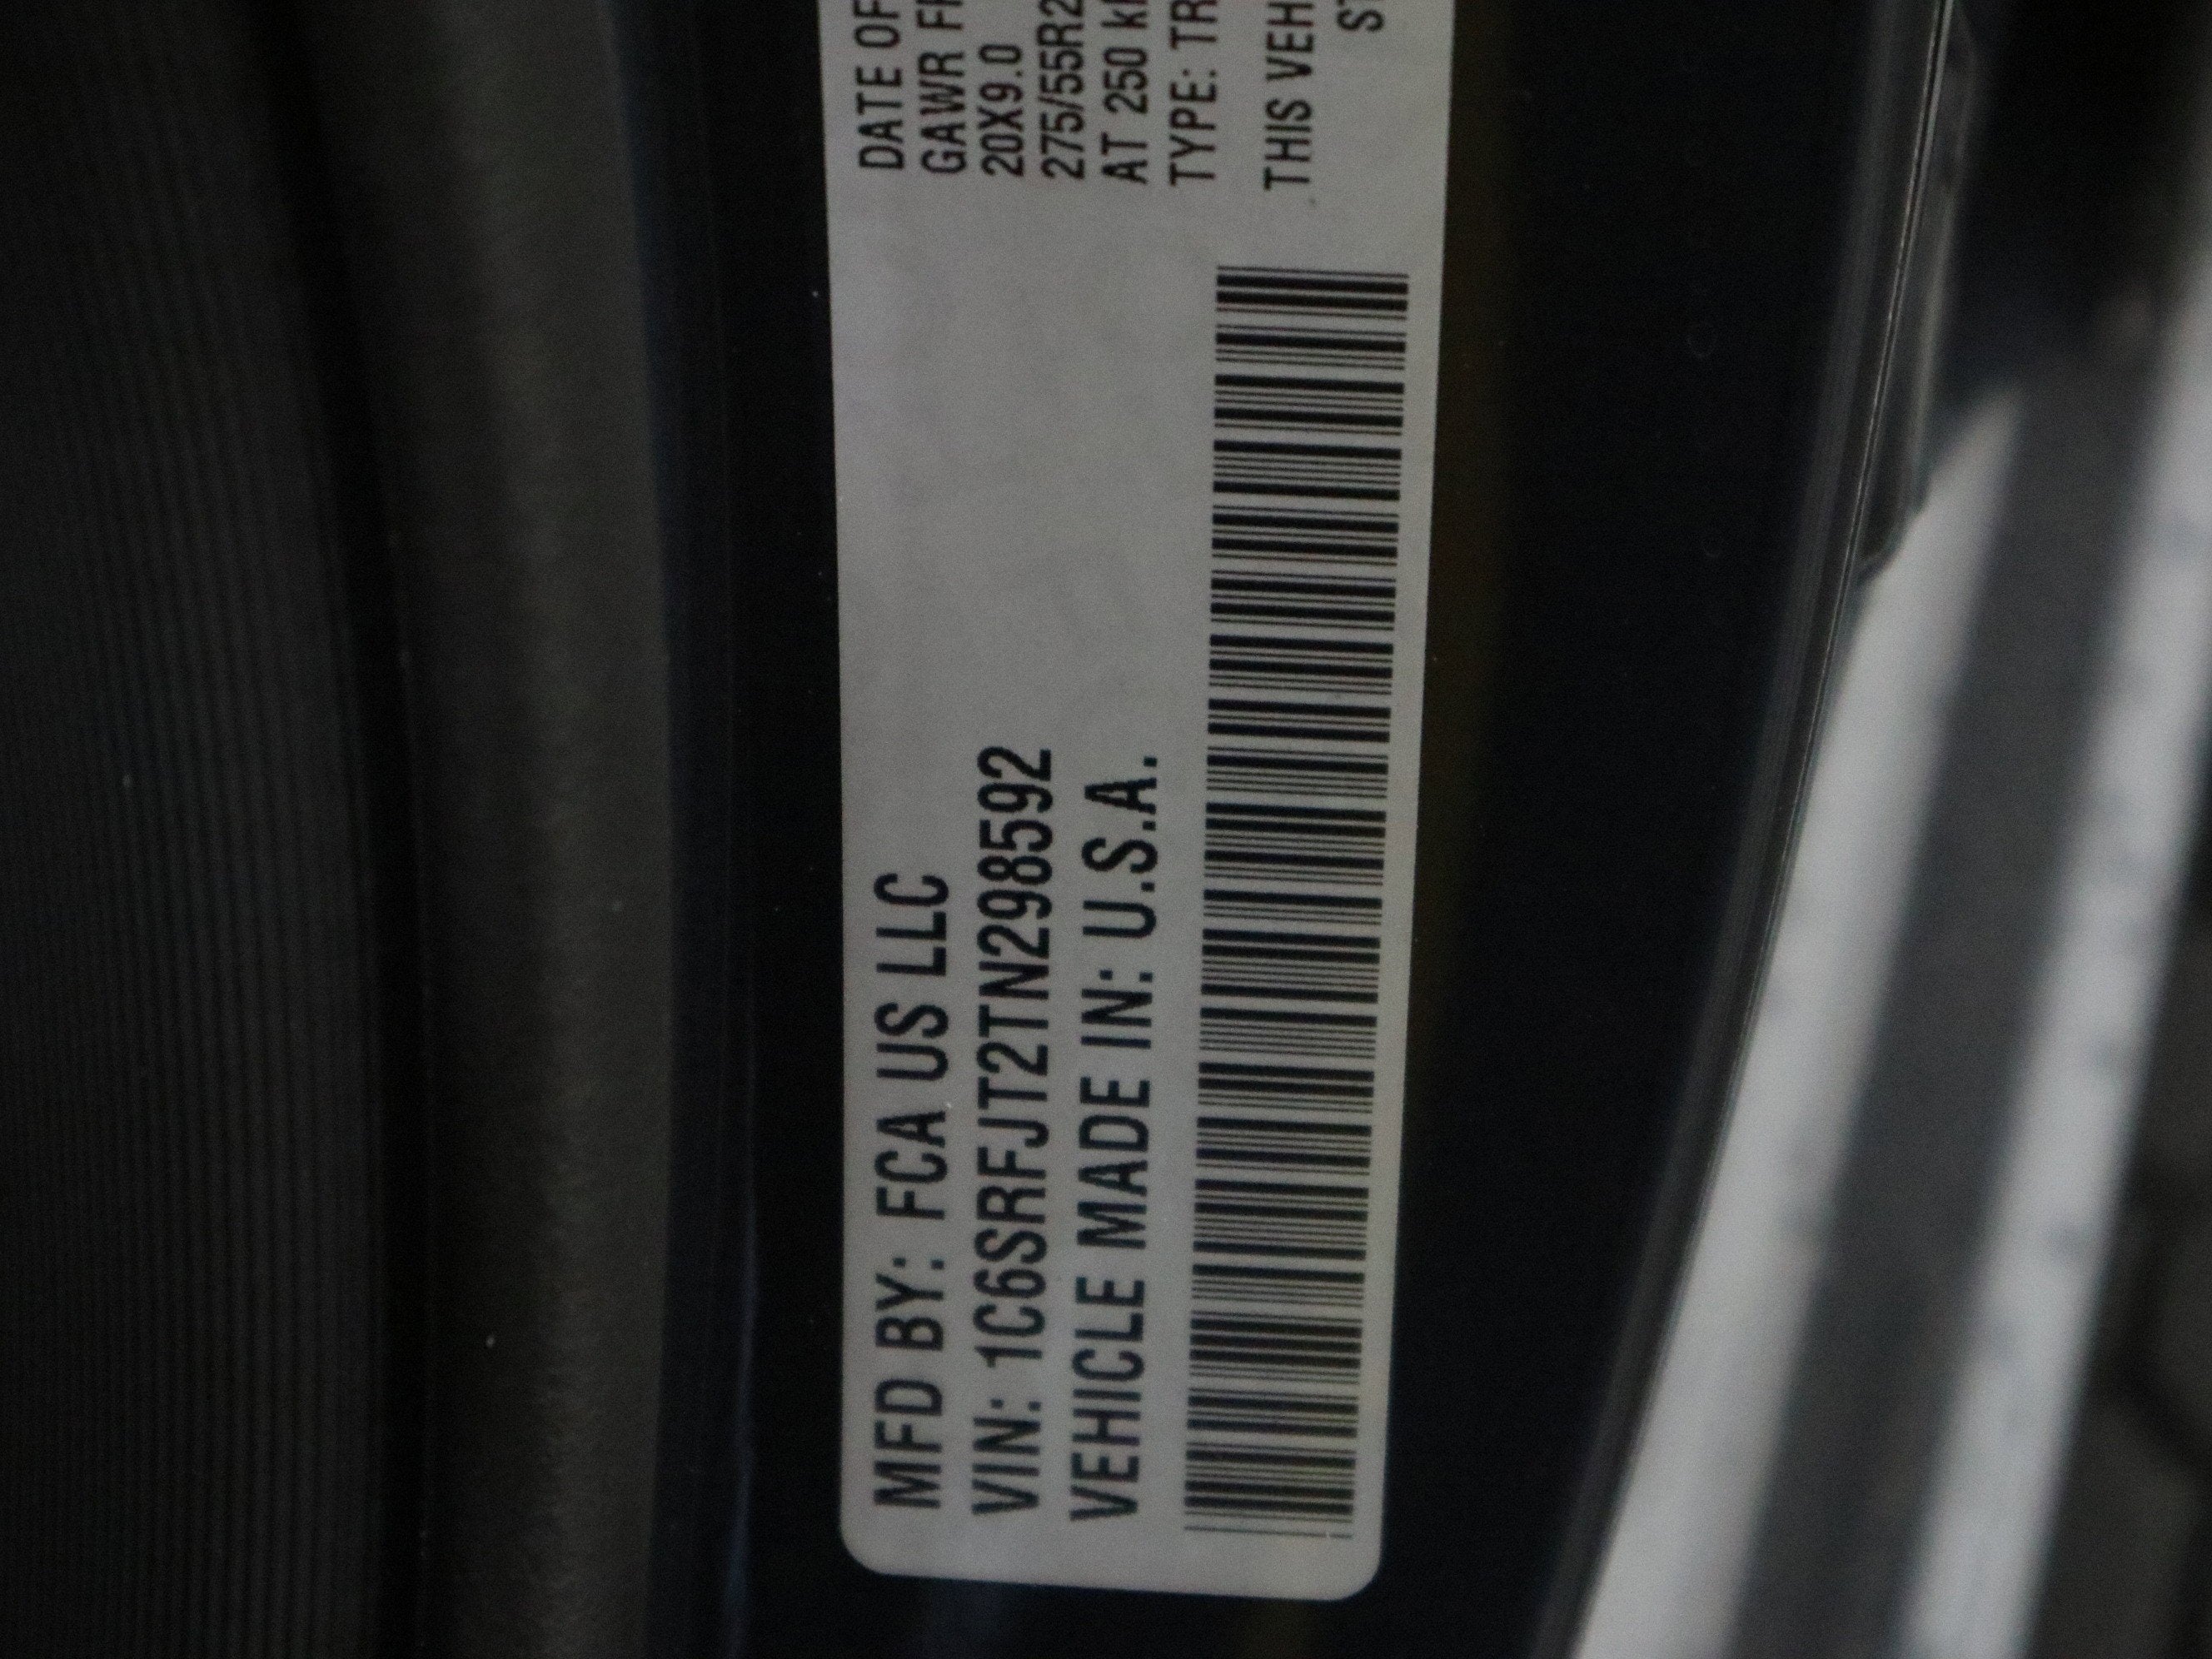 MFD BY: FCA US LLC
VIN: 1C6SRFJT2TN298592
VEHICLE MADE IN: U.S.A.
DATE OF
GAWR
20X9.0
275/55R2
AT 250
TYPE: TR
THIS VEH
ST